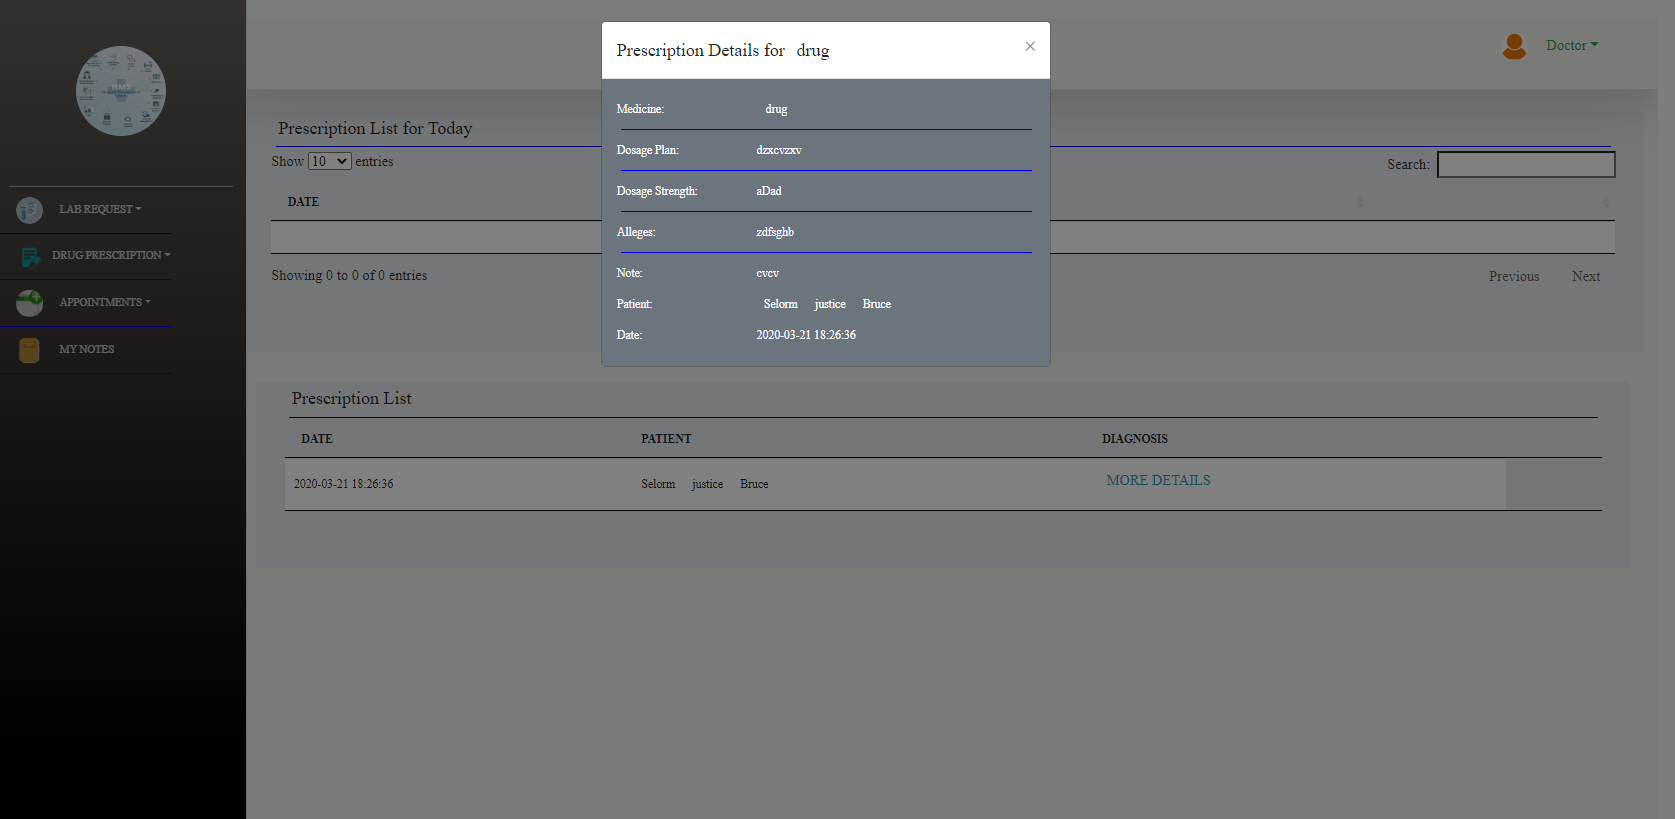 Prescription Details for drug ×
Medicine: drug
Dosage Plan: dzxcvzxv
Dosage Strength: aDad
Alleges: zdfsghb
Note: cvcv
Patient: Selorm justice Bruce
Date: 2020-03-21 18:26:36
Doctor
LAB REQUEST
DRUG PRESCRIPTION
APPOINTMENTS
MY NOTES
Prescription List for Today
Show 10 entries
Search:
DATE
Showing 0 to 0 of 0 entries
Previous Next
Prescription List
DATE PATIENT DIAGNOSIS
2020-03-21 18:26:36 Selorm justice Bruce MORE DETAILS